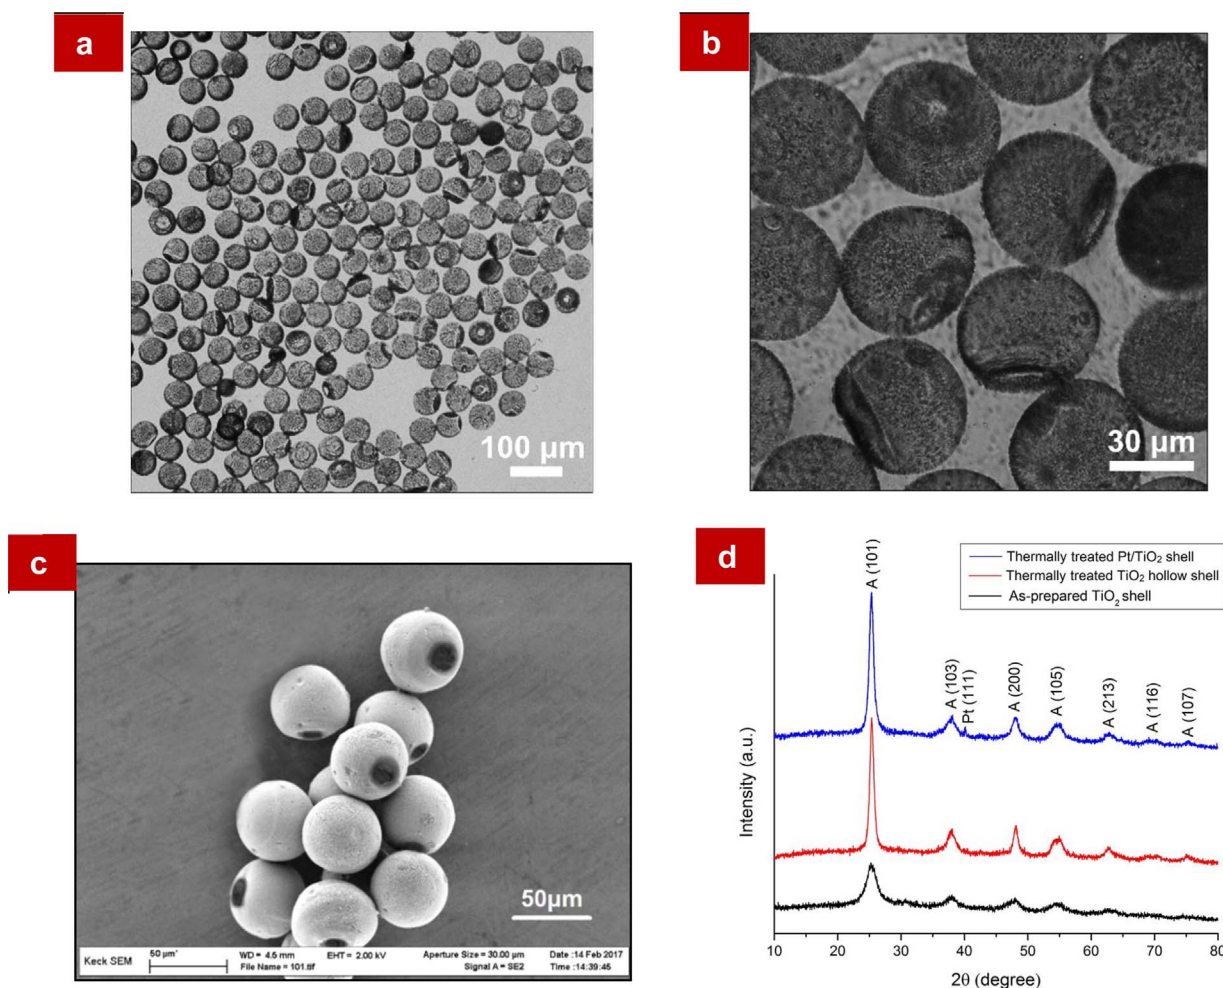 a
b
100 µm
30 µm
c
50µm
50 µm
Keck SEM
WD = 4.5 mm
EHT = 2.00 kV
Aperture Size = 30.00 µm
Date :14 Feb 2017
File Name = 101.tif
Signal A = SE2
Time :14:39:45
d
Thermally treated Pt/TiO₂ shell
Thermally treated TiO₂ hollow shell
As-prepared TiO₂ shell
A (101)
A (103)
Pt (111)
A (200)
A (105)
A (213)
A (116)
A (107)
Intensity (a.u.)
10 20 30 40 50 60 70 80
2θ (degree)